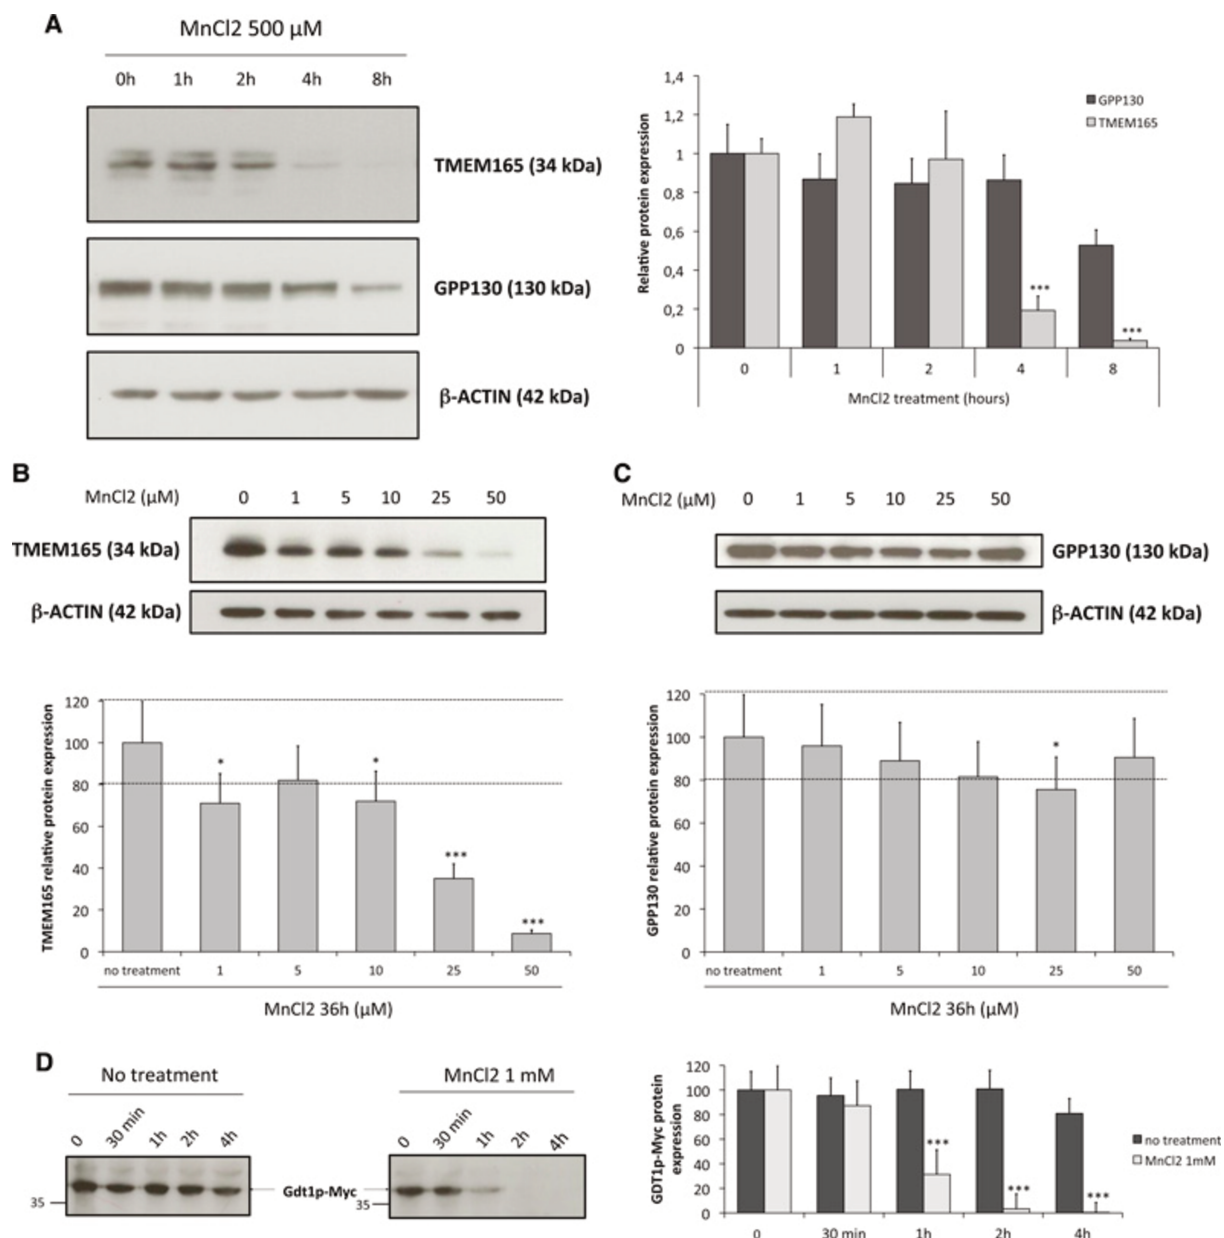 A
MnCl2 500 µM
0h 1h 2h 4h 8h
TMEM165 (34 kDa)
GPP130 (130 kDa)
β-ACTIN (42 kDa)
Relative protein expression
1,4
1,2
1
0,8
0,6
0,4
0,2
0
GPP130
TMEM165
***
***
0 1 2 4 8
MnCl2 treatment (hours)
B
MnCl2 (µM) 0 1 5 10 25 50
TMEM165 (34 kDa)
β-ACTIN (42 kDa)
TMEM165 relative protein expression
120
100
80
60
40
20
0
* * *** ***
no treatment 1 5 10 25 50
MnCl2 36h (µM)
C
MnCl2 (µM) 0 1 5 10 25 50
GPP130 (130 kDa)
β-ACTIN (42 kDa)
GPP130 relative protein expression
120
100
80
60
40
20
0
*
no treatment 1 5 10 25 50
MnCl2 36h (µM)
D
No treatment
0 30 min 1h 2h 4h
35
Gdt1p-Myc
MnCl2 1 mM
0 30 min 1h 2h 4h
35
GDT1p-Myc protein
expression
120
100
80
60
40
20
0
*** *** ***
no treatment
MnCl2 1mM
0 30 min 1h 2h 4h